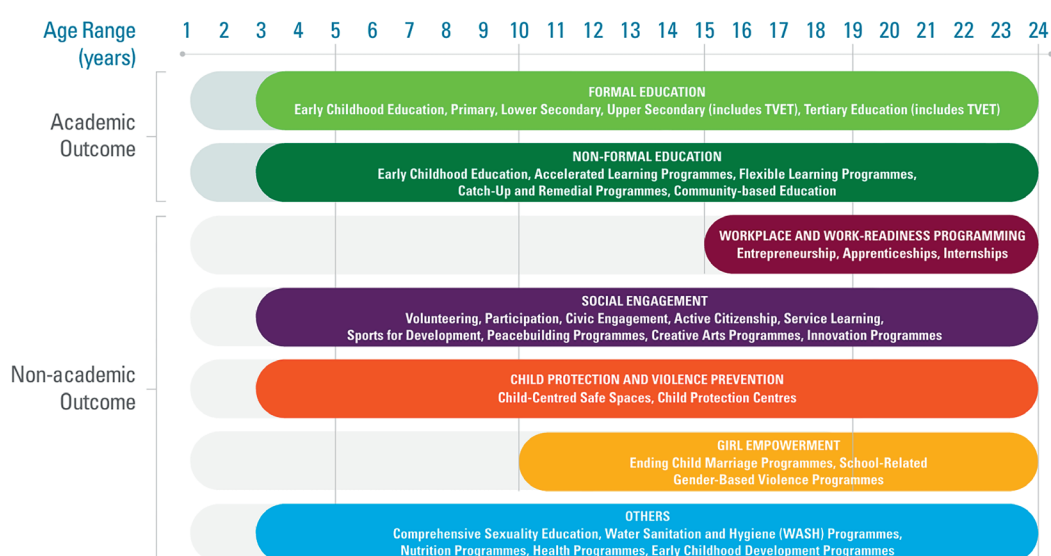 Age Range 1 2 3 4 5 6 7 8 9 10 11 12 13 14 15 16 17 18 19 20 21 22 23 24
(years)
Academic
Outcome
FORMAL EDUCATION
Early Childhood Education, Primary, Lower Secondary, Upper Secondary (includes TVET), Tertiary Education (includes TVET)
NON-FORMAL EDUCATION
Early Childhood Education, Accelerated Learning Programmes, Flexible Learning Programmes,
Catch-Up and Remedial Programmes, Community-based Education
Non-academic
Outcome
WORKPLACE AND WORK-READINESS PROGRAMMING
Entrepreneurship, Apprenticeships, Internships
SOCIAL ENGAGEMENT
Volunteering, Participation, Civic Engagement, Active Citizenship, Service Learning,
Sports for Development, Peacebuilding Programmes, Creative Arts Programmes, Innovation Programmes
CHILD PROTECTION AND VIOLENCE PREVENTION
Child-Centred Safe Spaces, Child Protection Centres
GIRL EMPOWERMENT
Ending Child Marriage Programmes, School-Related
Gender-Based Violence Programmes
OTHERS
Comprehensive Sexuality Education, Water Sanitation and Hygiene (WASH) Programmes,
Nutrition Programmes, Health Programmes, Early Childhood Development Programmes